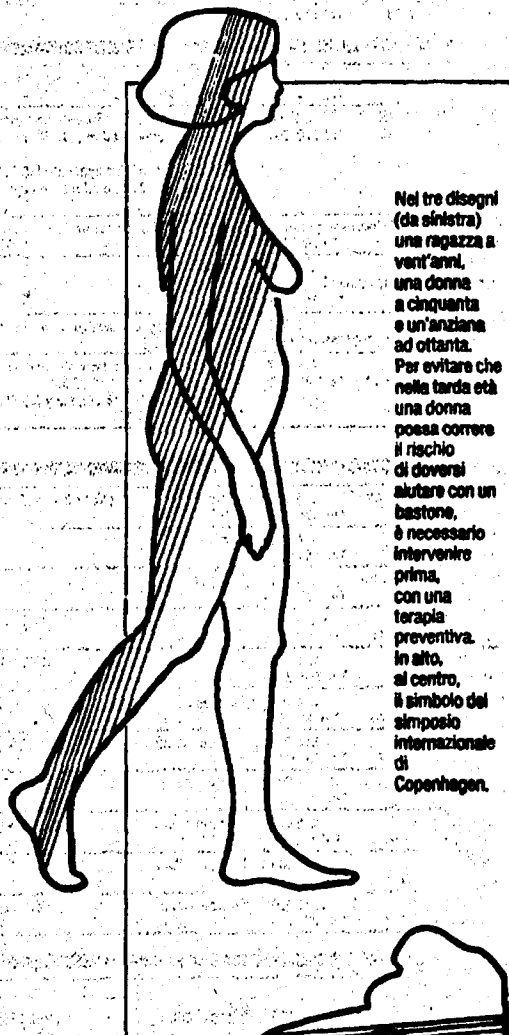 Nei tre disegni
(da sinistra)
una ragazza a
vent'anni,
una donna
a cinquanta
e un'anziana
ad ottanta.
Per evitare che
nella tarda età
una donna
possa correre
il rischio
di doversi
aiutare con un
bastone,
è necessario
intervenire
prima,
con una
terapia
preventiva.
In alto,
al centro,
il simbolo del
simposio
internazionale
di
Copenhagen.